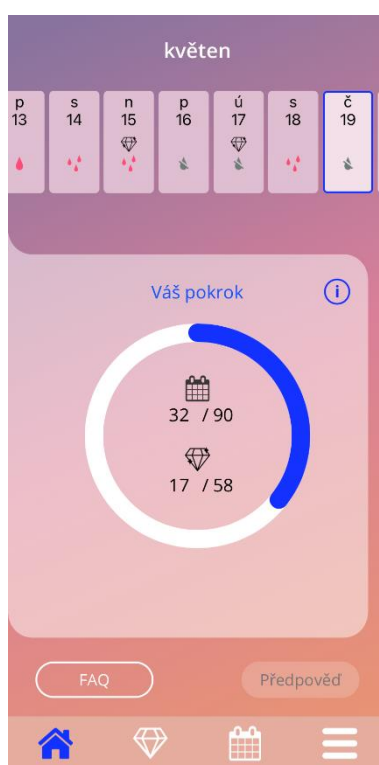 květen
p s n p ú s č
13 14 15 16 17 18 19
Váš pokrok
i
32 / 90
17 / 58
FAQ Předpověď